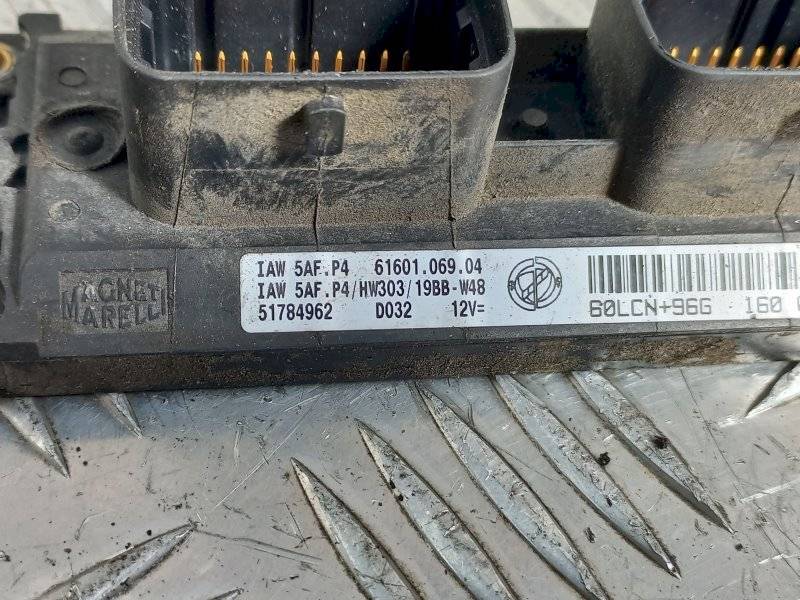 MAGNETI
MARELLI
IAW 5AF.P4 61601.069.04
IAW 5AF.P4/HW303/19BB-W48
51784962 D032 12V=
60LCN+96G 160